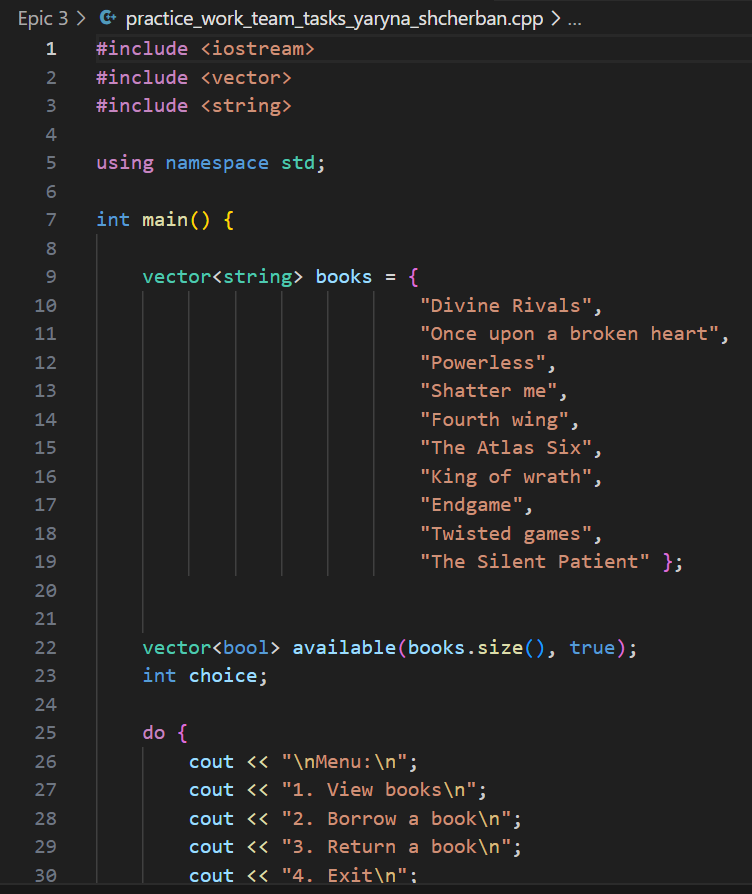 Epic 3 > practice_work_team_tasks_yaryna_shcherban.cpp > ...
1 #include <iostream>
2 #include <vector>
3 #include <string>
4
5 using namespace std;
6
7 int main() {
8
9 vector<string> books = {
10 "Divine Rivals",
11 "Once upon a broken heart",
12 "Powerless",
13 "Shatter me",
14 "Fourth wing",
15 "The Atlas Six",
16 "King of wrath",
17 "Endgame",
18 "Twisted games",
19 "The Silent Patient" };
20
21
22 vector<bool> available(books.size(), true);
23 int choice;
24
25 do {
26 cout << "\nMenu:\n";
27 cout << "1. View books\n";
28 cout << "2. Borrow a book\n";
29 cout << "3. Return a book\n";
30 cout << "4. Exit\n";